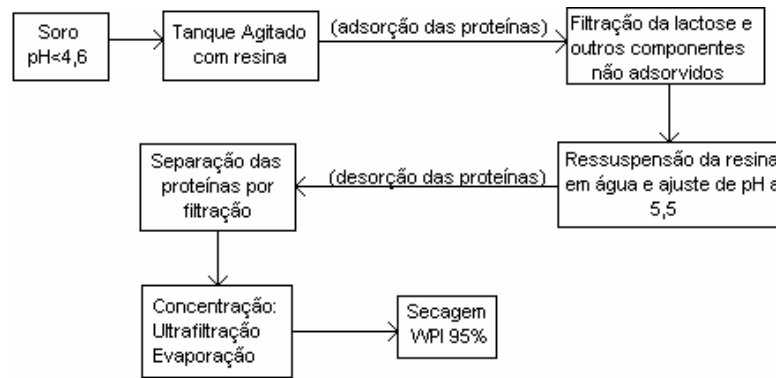 Soro
pH<4,6
Tanque Agitado
com resina
(adsorção das proteínas)
Filtração da lactose e
outros componentes
não adsorvidos
Ressuspensão da resina
em água e ajuste de pH a
5,5
(desorção das proteínas)
Separação das
proteínas por
filtração
Concentração:
Ultrafiltração
Evaporação
Secagem
WPI 95%